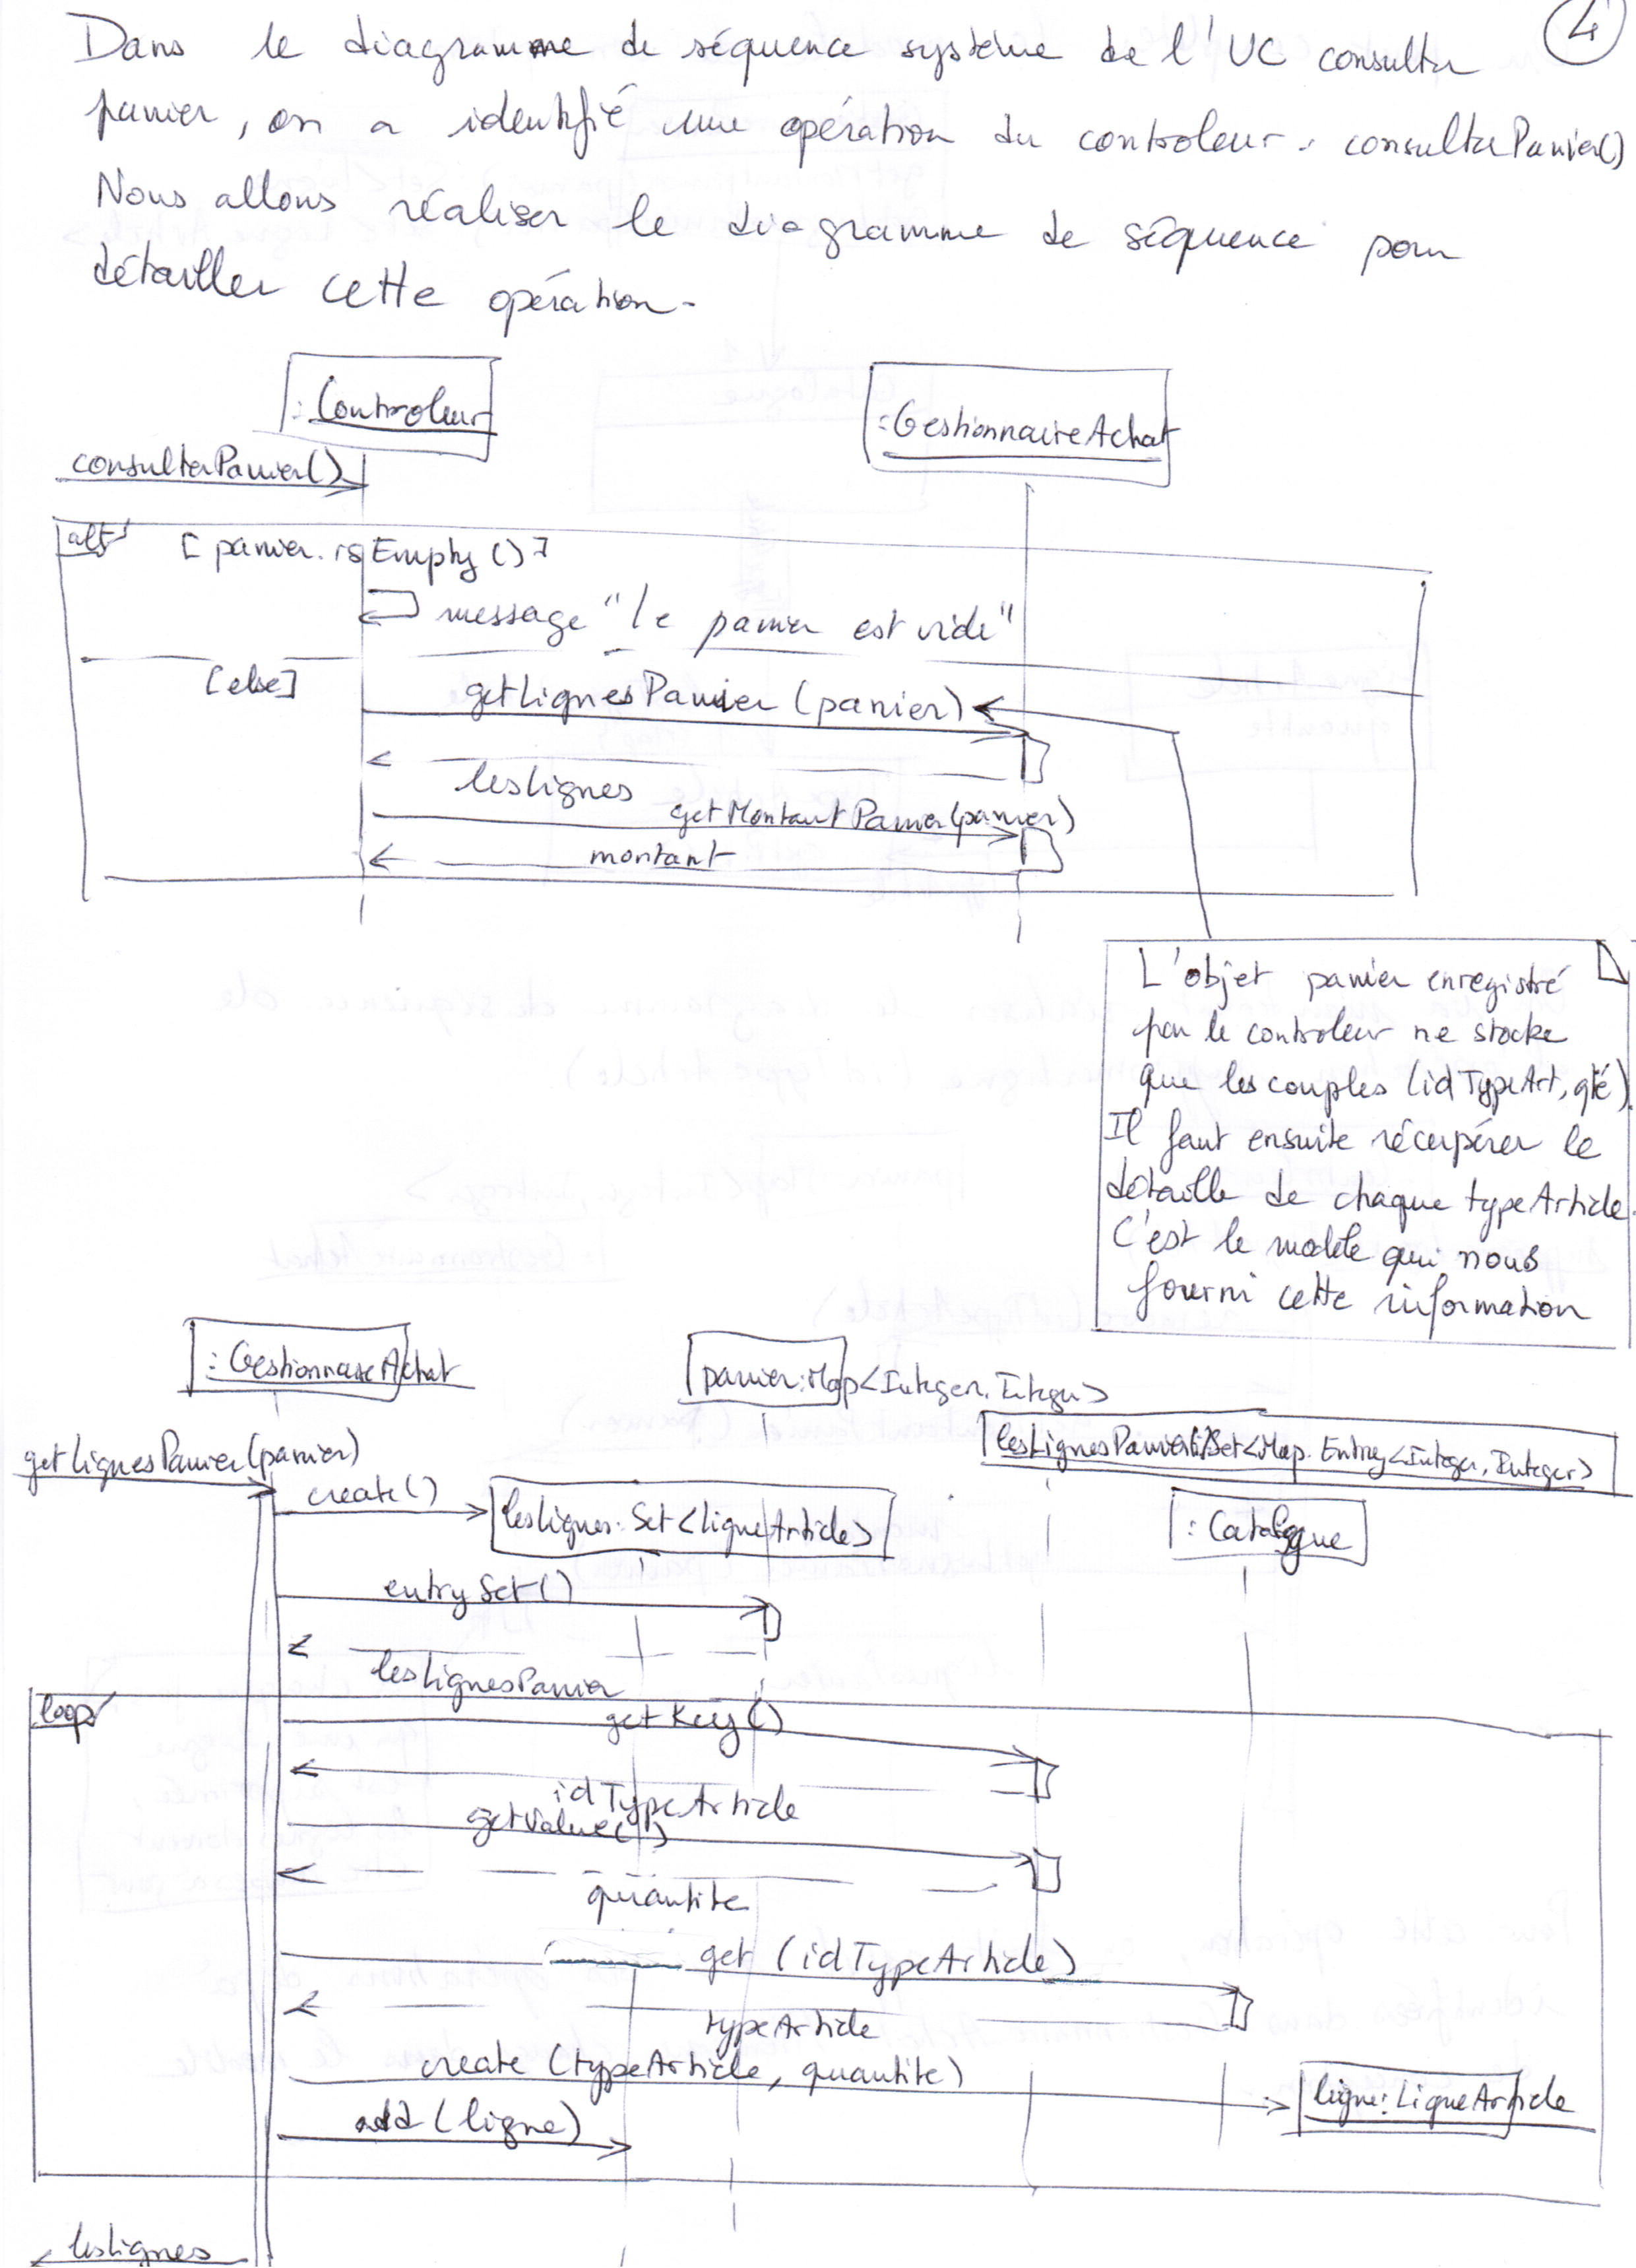 4
Dans le diagramme de séquence système de l'UC consulter
panier, on a identifié une opération du controleur : consulterPanier()
Nous allons réaliser le diagramme de séquence pour
détailler cette opération.
: Controleur
: GestionnaireAchat
consulterPanier()
alt
[panier.isEmpty()]
message "le panier est vide"
[else]
getLignesPanier (panier)
lesLignes
getMontantPanier(panier)
montant
L'objet panier enregistré
par le controleur ne stocke
que les couples (idTypeArt, qté).
Il faut ensuite récupérer le
détaille de chaque typeArticle.
C'est le modèle qui nous
fourni cette information
: GestionnaireAchat
panier:Map<Integer, Integer>
lesLignesPanier:Set<Map.Entry<Integer, Integer>
getLignesPanier(panier)
create()
lesLignes: Set<LigneArticle>
: Catalogue
entrySet()
lesLignesPanier
loop
getKey()
idTypeArticle
getValue()
quantite
get (idTypeArticle)
typeArticle
create (typeArticle, quantite)
ligne: LigneArticle
add (ligne)
lesLignes